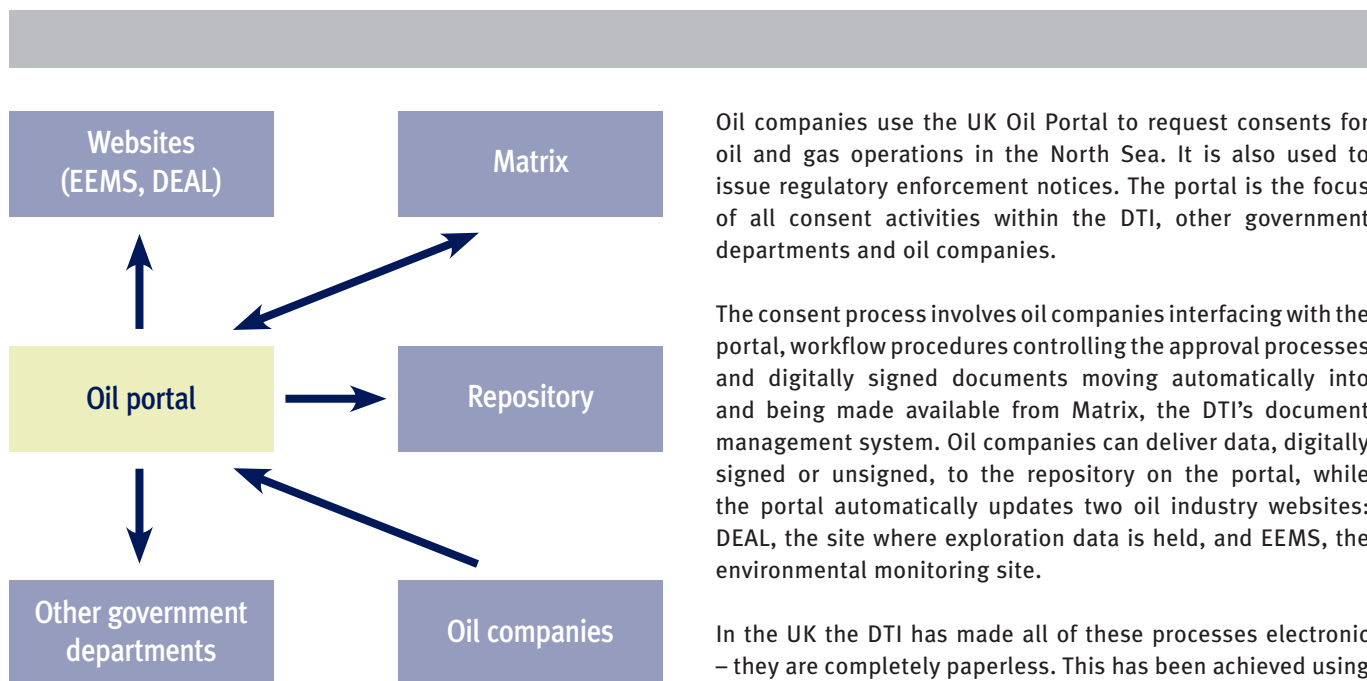 Websites
(EEMS, DEAL)
Matrix
Oil portal
Repository
Other government
departments
Oil companies
Oil companies use the UK Oil Portal to request consents for
oil and gas operations in the North Sea. It is also used to
issue regulatory enforcement notices. The portal is the focus
of all consent activities within the DTI, other government
departments and oil companies.
The consent process involves oil companies interfacing with the
portal, workflow procedures controlling the approval processes
and digitally signed documents moving automatically into
and being made available from Matrix, the DTI’s document
management system. Oil companies can deliver data, digitally
signed or unsigned, to the repository on the portal, while
the portal automatically updates two oil industry websites:
DEAL, the site where exploration data is held, and EEMS, the
environmental monitoring site.
In the UK the DTI has made all of these processes electronic
– they are completely paperless. This has been achieved using